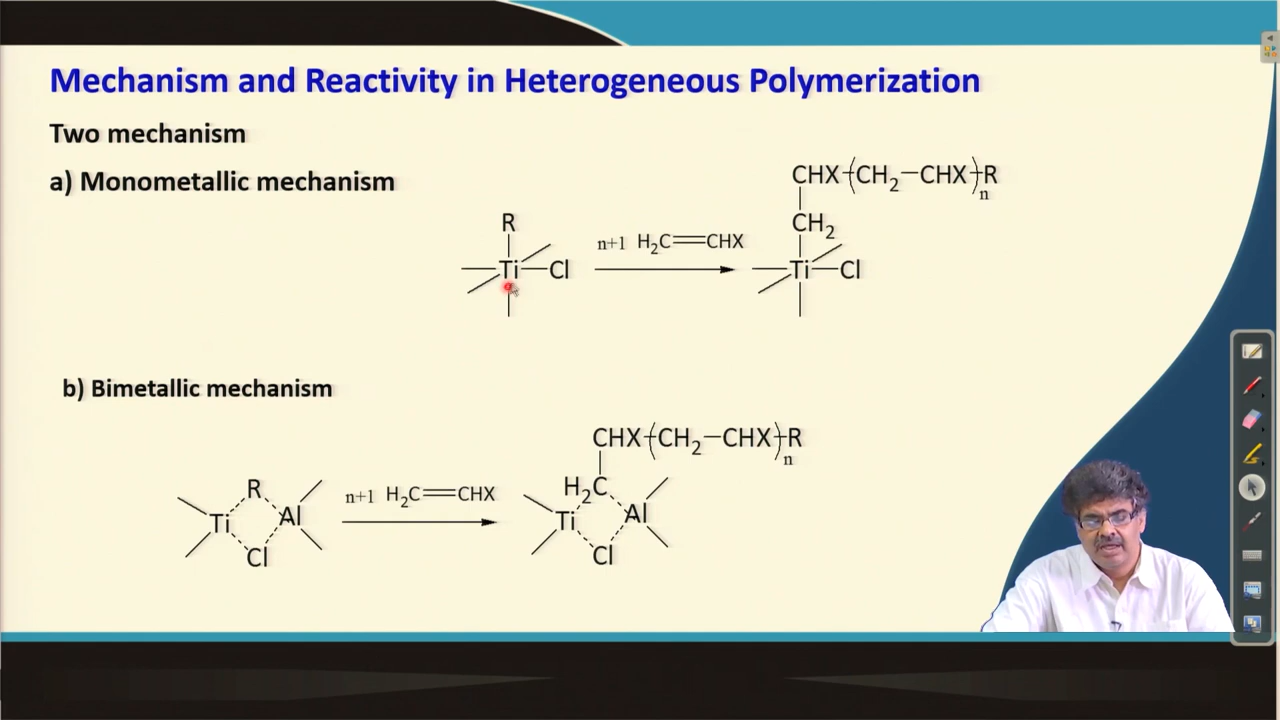 Mechanism and Reactivity in Heterogeneous Polymerization
Two mechanism
a) Monometallic mechanism
CHX(CH2−CHX)nR
CH2
R
n+1 H2C=CHX
Ti−Cl
Ti−Cl
b) Bimetallic mechanism
CHX(CH2−CHX)nR
H2C
R
n+1 H2C=CHX
Ti Al
Ti Al
Cl
Cl